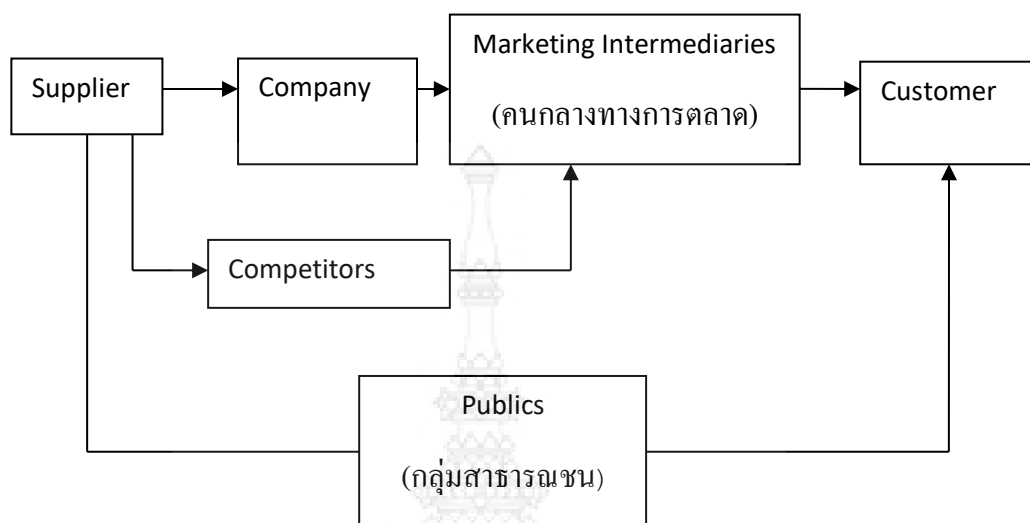 Supplier
Company
Marketing Intermediaries
(คนกลางทางการตลาด)
Customer
Competitors
Publics
(กลุ่มสาธารณชน)